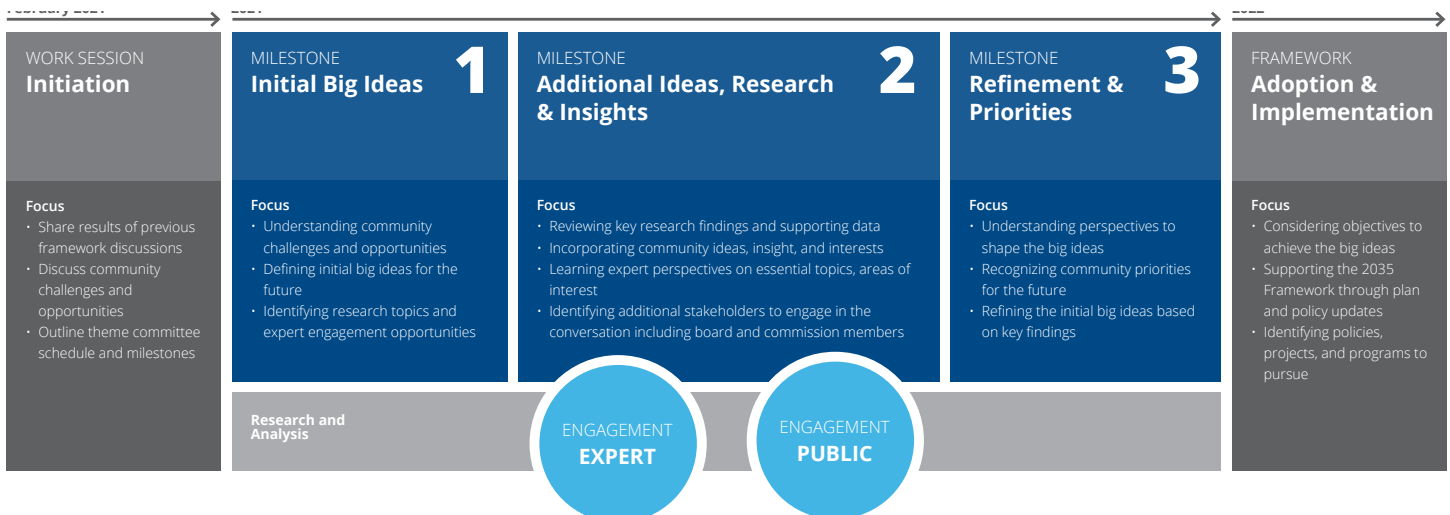 February 2021
2021
2022
WORK SESSION
Initiation
Focus
• Share results of previous
framework discussions
• Discuss community
challenges and
opportunities
• Outline theme committee
schedule and milestones
MILESTONE
Initial Big Ideas
1
Focus
• Understanding community
challenges and opportunities
• Defining initial big ideas for the
future
• Identifying research topics and
expert engagement opportunities
MILESTONE
Additional Ideas, Research
& Insights
2
Focus
• Reviewing key research findings and supporting data
• Incorporating community ideas, insight, and interests
• Learning expert perspectives on essential topics, areas of
interest
• Identifying additional stakeholders to engage in the
conversation including board and commission members
MILESTONE
Refinement &
Priorities
3
Focus
• Understanding perspectives to
shape the big ideas
• Recognizing community priorities
for the future
• Refining the initial big ideas based
on key findings
FRAMEWORK
Adoption &
Implementation
Focus
• Considering objectives to
achieve the big ideas
• Supporting the 2035
Framework through plan
and policy updates
• Identifying policies,
projects, and programs to
pursue
Research and
Analysis
ENGAGEMENT
EXPERT
ENGAGEMENT
PUBLIC